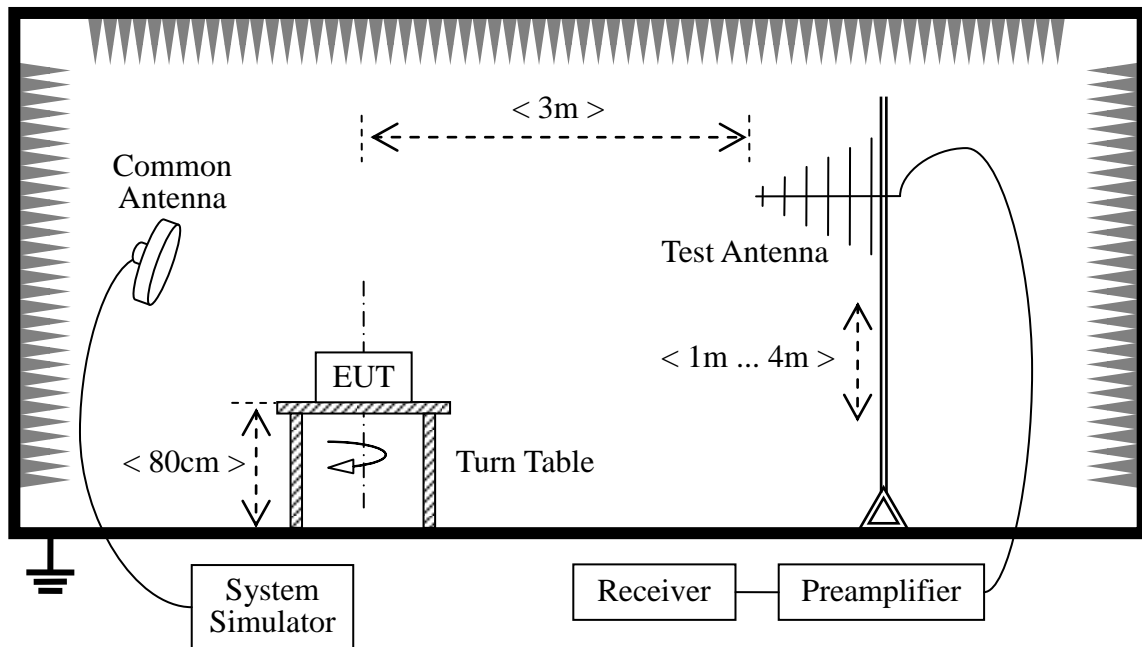 < 3m >
Common
Antenna
Test Antenna
< 1m ... 4m >
EUT
< 80cm >
Turn Table
System
Simulator
Receiver
Preamplifier